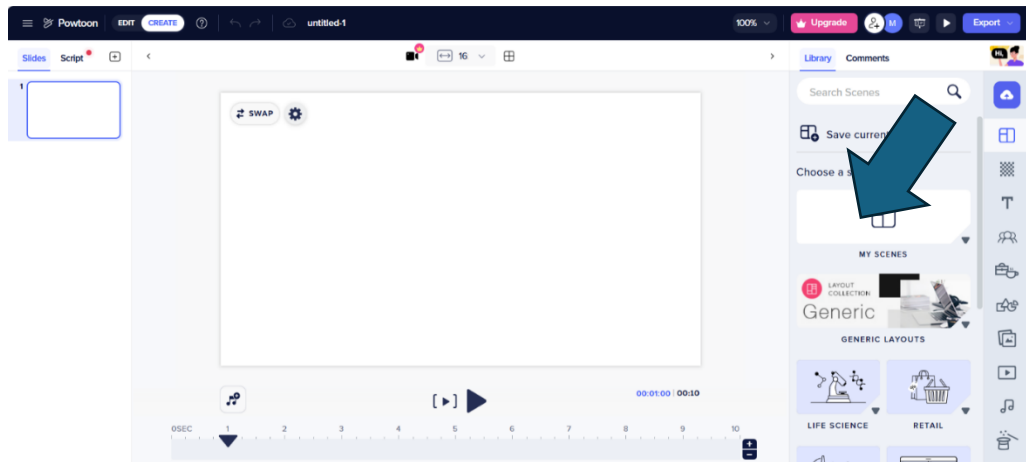 Powtoon EDIT CREATE ? untitled-1 100% Upgrade M Export
Slides Script 16 Library Comments HI,
1
SWAP
Search Scenes
Save curren
Choose a s
MY SCENES
LAYOUT
COLLECTION
Generic
GENERIC LAYOUTS
LIFE SCIENCE RETAIL
00:01:00 00:10
0SEC 1 2 3 4 5 6 7 8 9 10